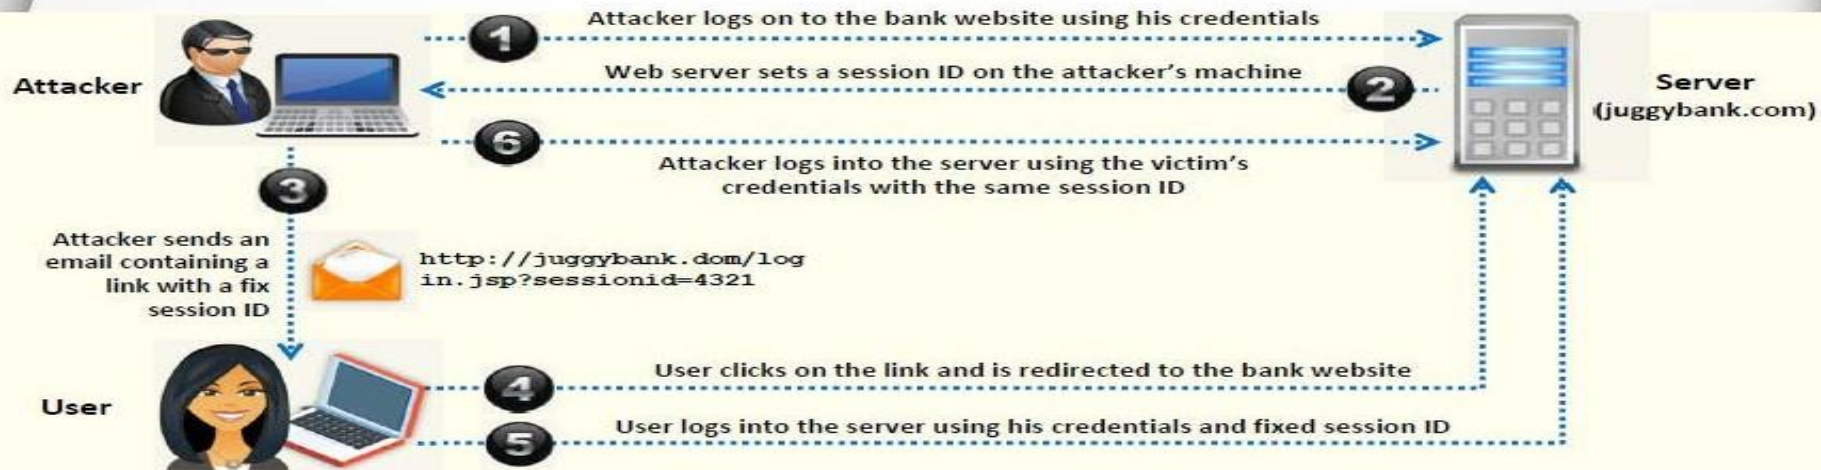 Attacker logs on to the bank website using his credentials
1
Attacker
Web server sets a session ID on the attacker's machine
2
Server
(juggybank.com)
6
Attacker logs into the server using the victim's
credentials with the same session ID
3
Attacker sends an
email containing a
link with a fix
session ID
http://juggybank.dom/log
in.jsp?sessionid=4321
User clicks on the link and is redirected to the bank website
4
User
User logs into the server using his credentials and fixed session ID
5